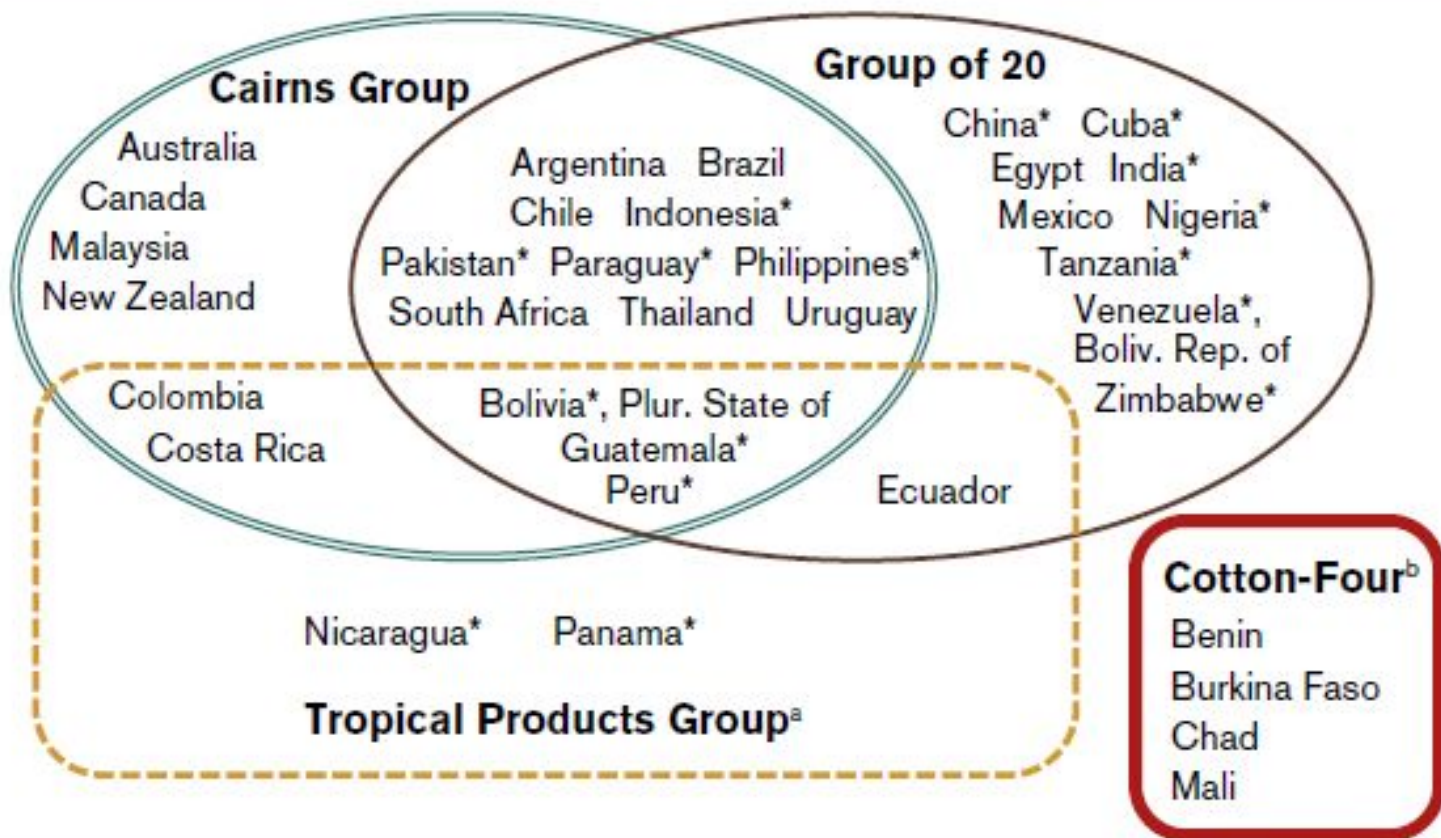 Cairns Group
Australia
Canada
Malaysia
New Zealand
Group of 20
Argentina Brazil
Chile Indonesia*
Pakistan* Paraguay* Philippines*
South Africa Thailand Uruguay
China* Cuba*
Egypt India*
Mexico Nigeria*
Tanzania*
Venezuela*,
Boliv. Rep. of
Zimbabwe*
Colombia
Costa Rica
Bolivia*, Plur. State of
Guatemala*
Peru*
Ecuador
Nicaragua* Panama*
Tropical Products Groupᵃ
Cotton-Fourᵇ
Benin
Burkina Faso
Chad
Mali